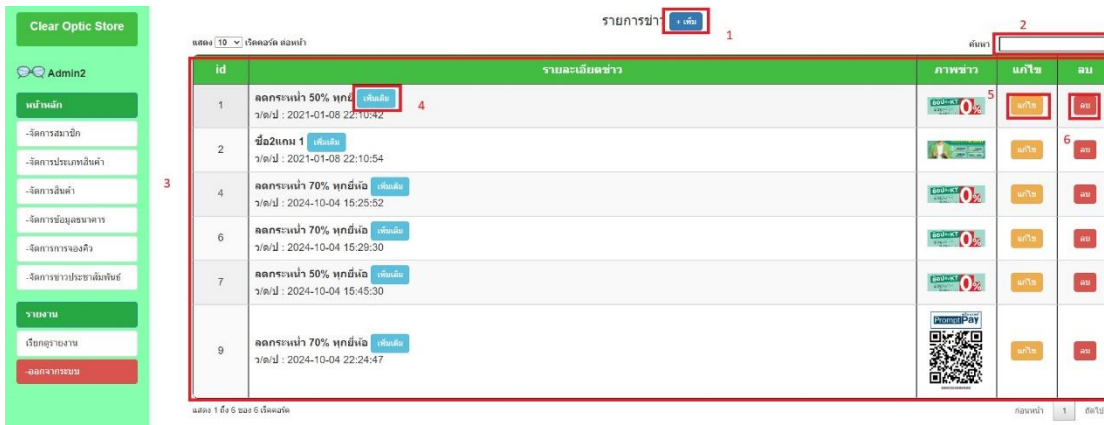 Clear Optic Store
Admin2
หน้าหลัก
-จัดการสมาชิก
-จัดการประเภทสินค้า
-จัดการสินค้า
-จัดการข้อมูลธนาคาร
-จัดการการจองคิว
-จัดการข่าวประชาสัมพันธ์
รายงาน
เรียกดูรายงาน
-ออกจากระบบ
รายการข่าว +เพิ่ม
1
2
แสดง 10 เร็คคอร์ด ต่อหน้า
ค้นหา
3
id รายละเอียดข่าว ภาพข่าว แก้ไข ลบ
1 ลดกระหน่ำ 50% ทุกยี่ เพิ่มเติม 4 0% 5 แก้ไข ลบ
ว/ด/ป : 2021-01-08 22:10:42
6
2 ซื้อ2แถม 1 เพิ่มเติม แก้ไข ลบ
ว/ด/ป : 2021-01-08 22:10:54
4 ลดกระหน่ำ 70% ทุกยี่ห้อ เพิ่มเติม 0% แก้ไข ลบ
ว/ด/ป : 2024-10-04 15:25:52
6 ลดกระหน่ำ 70% ทุกยี่ห้อ เพิ่มเติม 0% แก้ไข ลบ
ว/ด/ป : 2024-10-04 15:29:30
7 ลดกระหน่ำ 50% ทุกยี่ห้อ เพิ่มเติม 0% แก้ไข ลบ
ว/ด/ป : 2024-10-04 15:45:30
9 ลดกระหน่ำ 70% ทุกยี่ห้อ เพิ่มเติม PromptPay แก้ไข ลบ
ว/ด/ป : 2024-10-04 22:24:47
แสดง 1 ถึง 6 ของ 6 เร็คคอร์ด
ก่อนหน้า 1 ถัดไป